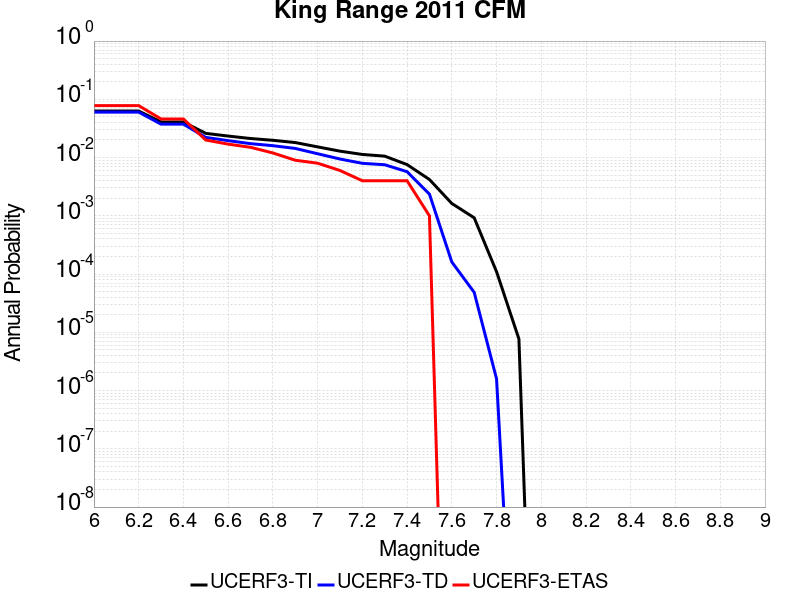 King Range 2011 CFM
10^0
10^-1
10^-2
10^-3
10^-4
10^-5
10^-6
10^-7
10^-8
Annual Probability
6 6.2 6.4 6.6 6.8 7 7.2 7.4 7.6 7.8 8 8.2 8.4 8.6 8.8 9
Magnitude
UCERF3-TI UCERF3-TD UCERF3-ETAS